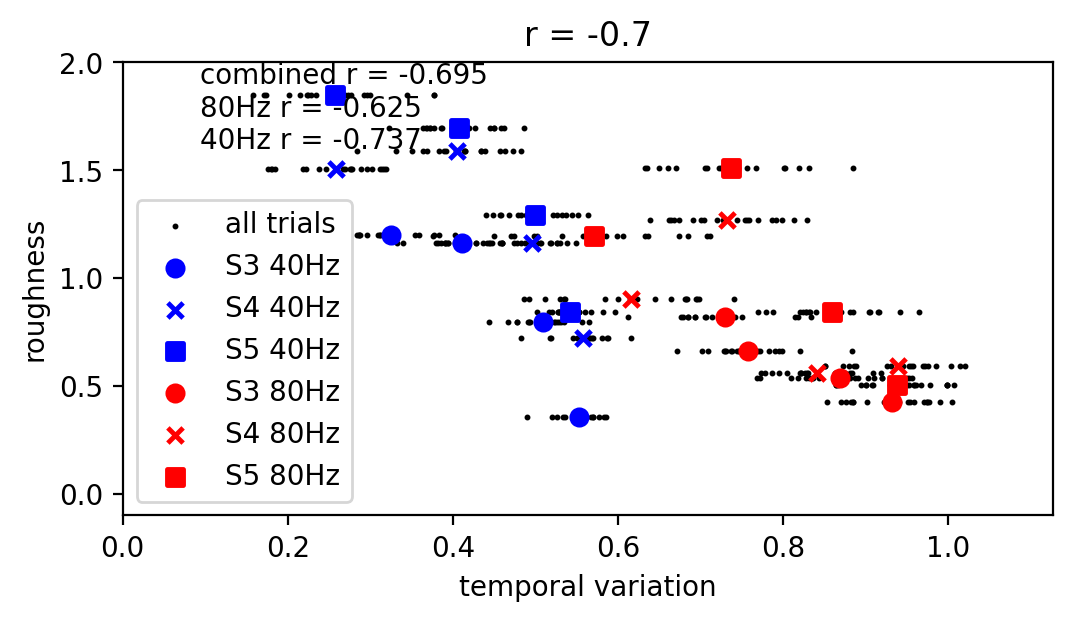 r = -0.7
combined r = -0.695
80Hz r = -0.625
40Hz r = -0.737
2.0
1.5
1.0
0.5
0.0
roughness
all trials
S3 40Hz
S4 40Hz
S5 40Hz
S3 80Hz
S4 80Hz
S5 80Hz
0.0 0.2 0.4 0.6 0.8 1.0
temporal variation